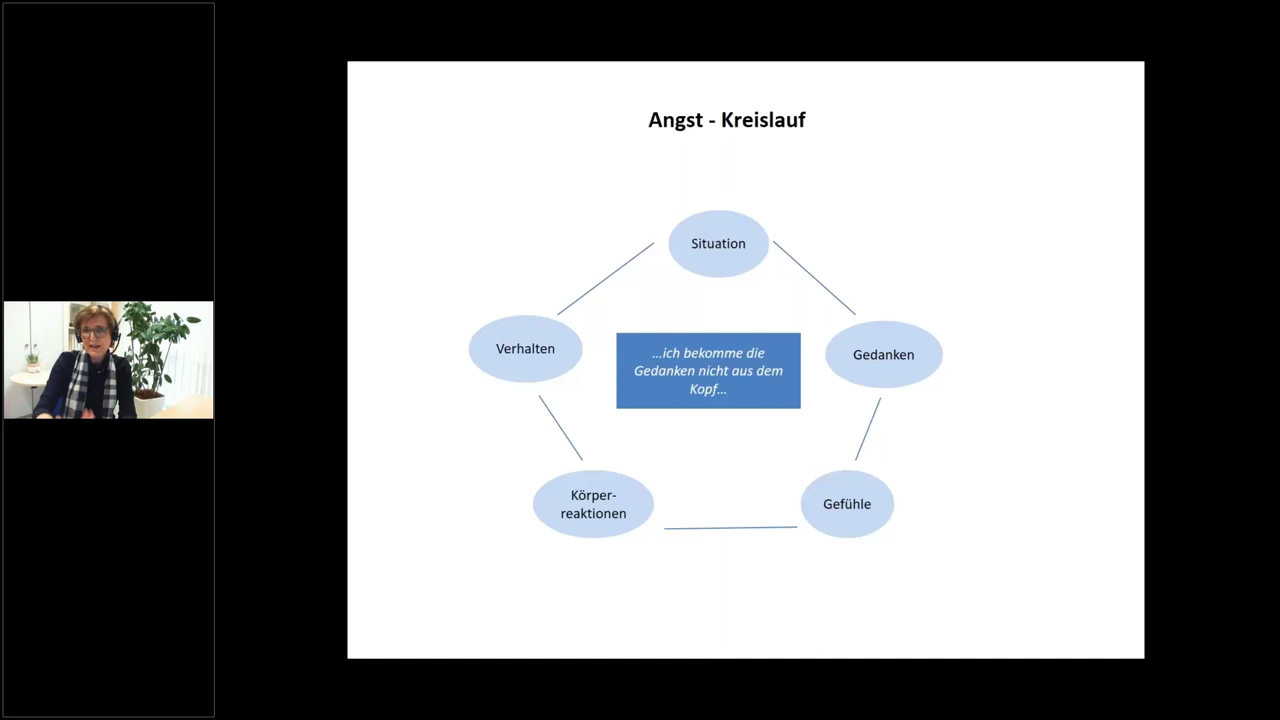 Angst - Kreislauf
Situation
Verhalten
...ich bekomme die
Gedanken nicht aus dem
Kopf...
Gedanken
Körper-
reaktionen
Gefühle